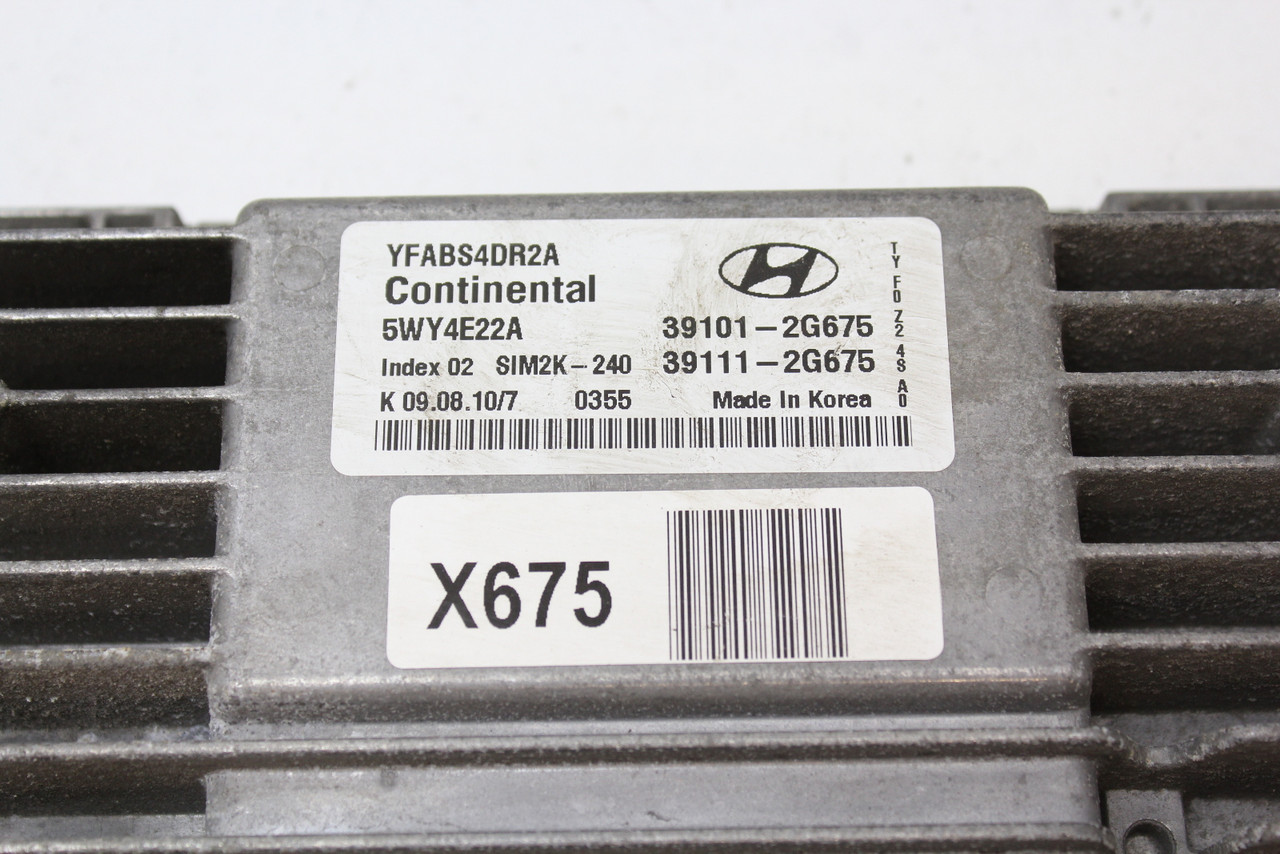 YFABS4DR2A
Continental
5WY4E22A 39101-2G675
Index 02 SIM2K-240 39111-2G675
K 09.08.10/7 0355 Made In Korea
TY F0 Z2 4S A0
X675